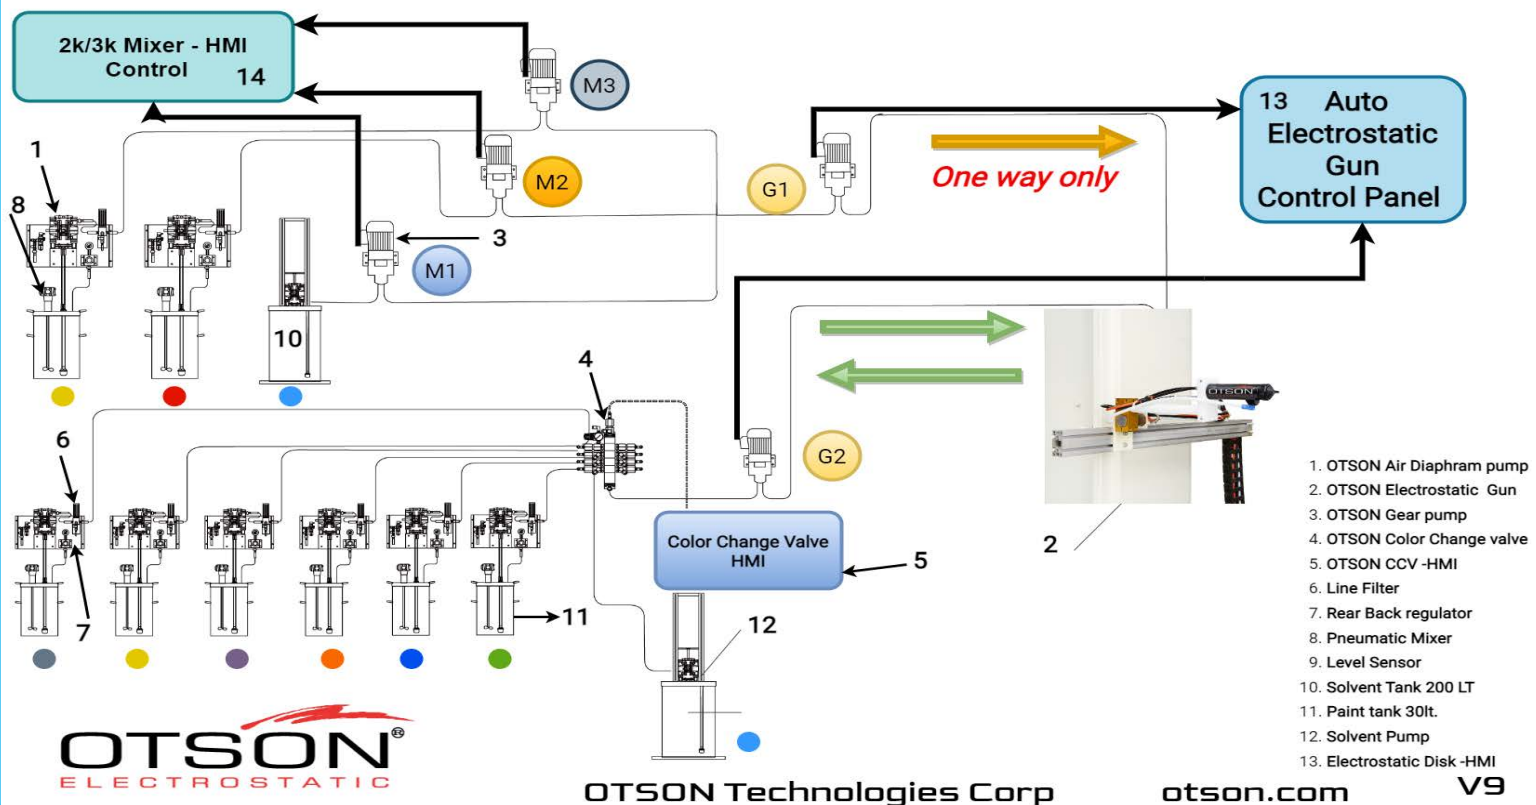 2k/3k Mixer - HMI
Control 14
M3
13 Auto
Electrostatic
Gun
Control Panel
1
M2
G1
One way only
8
3
M1
10
4
6
G2
Color Change Valve
HMI
5
2
7
11
12
1. OTSON Air Diaphram pump
2. OTSON Electrostatic Gun
3. OTSON Gear pump
4. OTSON Color Change valve
5. OTSON CCV -HMI
6. Line Filter
7. Rear Back regulator
8. Pneumatic Mixer
9. Level Sensor
10. Solvent Tank 200 LT
11. Paint tank 30lt.
12. Solvent Pump
13. Electrostatic Disk -HMI
OTSON
OTSON®
ELECTROSTATIC
OTSON Technologies Corp
otson.com
V9